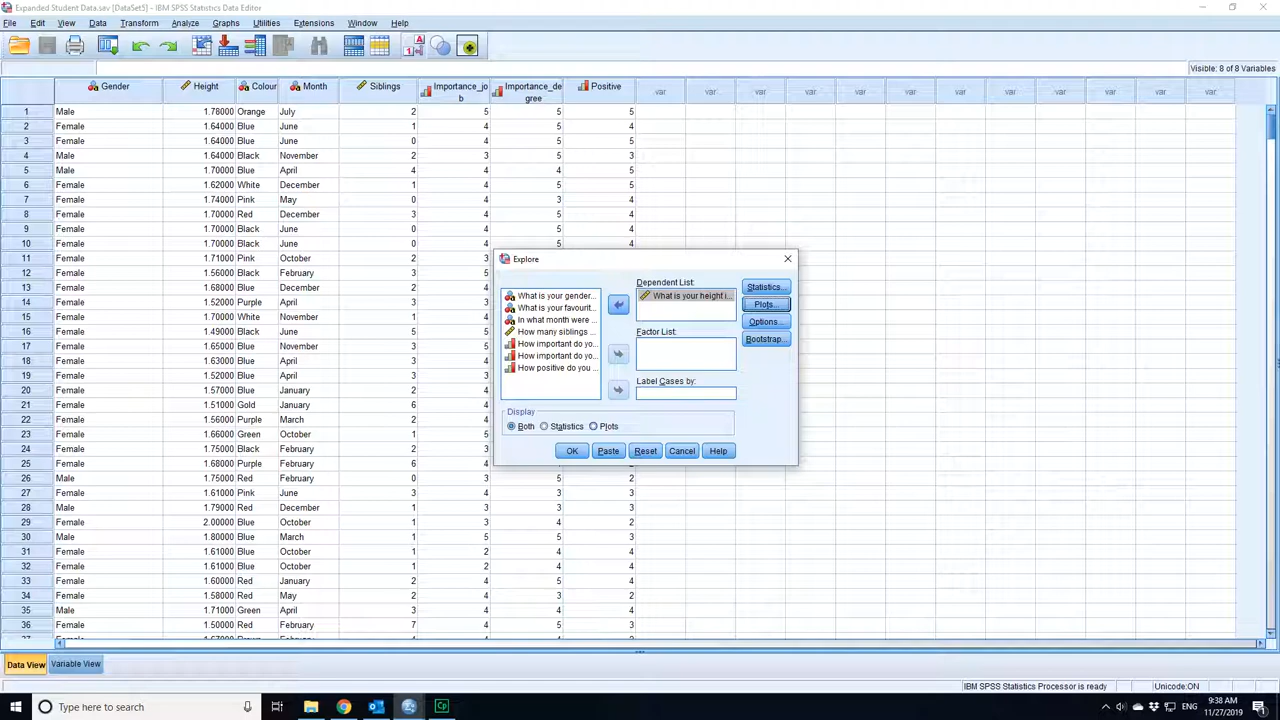 Expanded Student Data.sav [DataSet5] - IBM SPSS Statistics Data Editor
File Edit View Data Transform Analyze Graphs Utilities Extensions Window Help
Visible: 8 of 8 Variables
Gender Height Colour Month Siblings Importance_jo Importance_de Positive var var var var var var var var var var var var
b gree
1 Male 1.78000 Orange July 2 5 5 5
2 Female 1.64000 Blue June 1 4 5 4
3 Female 1.64000 Blue June 0 4 5 5
4 Male 1.64000 Black November 2 3 5 3
5 Male 1.70000 Blue April 4 4 4 5
6 Female 1.62000 White December 1 4 5 5
7 Female 1.74000 Pink May 0 4 3 4
8 Female 1.70000 Red December 3 4 5 4
9 Female 1.70000 Black June 0 4 5 4
10 Female 1.70000 Black June 0 4 5 4
11 Female 1.71000 Pink October 2 3
12 Female 1.56000 Black February 3 5
13 Female 1.68000 Blue December 2 4
14 Female 1.52000 Purple April 3 4
15 Female 1.70000 White November 1 4
16 Female 1.49000 Black June 5 5
17 Male 1.65000 Blue November 3 5
18 Female 1.63000 Blue April 3 4
19 Female 1.52000 Blue April 3 4
20 Female 1.57000 Blue January 2 4
21 Female 1.51000 Gold January 6 4
22 Female 1.56000 Purple March 2 4
23 Female 1.66000 Green October 1 5
24 Female 1.75000 Black February 2 3
25 Female 1.68000 Purple February 6 4
26 Male 1.75000 Red February 0 3 5 2
27 Female 1.61000 Pink June 3 4 3 4
28 Male 1.79000 Red December 1 3 3 3
29 Female 2.00000 Blue October 1 3 4 2
30 Male 1.80000 Blue March 1 5 5 3
31 Female 1.61000 Blue October 1 2 4 4
32 Female 1.61000 Blue October 1 2 4 4
33 Female 1.60000 Red January 2 4 5 4
34 Female 1.58000 Red May 2 4 3 2
35 Male 1.71000 Green April 3 4 4 4
36 Female 1.50000 Red February 7 4 5 3
Explore
Dependent List:
What is your gender...
What is your favourit...
In what month were ...
How many siblings ...
How important do yo...
How important do yo...
How positive do you ...
What is your height i...
Factor List:
Label Cases by:
Statistics...
Plots...
Options...
Bootstrap...
Display
Both Statistics Plots
OK Paste Reset Cancel Help
Data View Variable View
IBM SPSS Statistics Processor is ready Unicode:ON
Type here to search
ENG
9:38 AM
11/27/2019